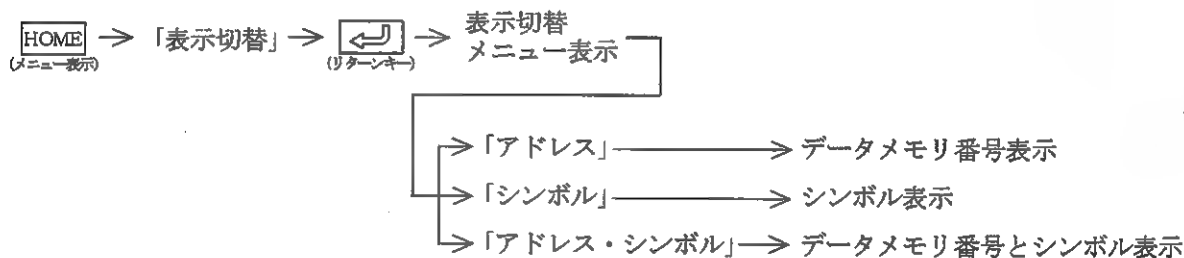 HOME → 「表示切替」 → → 表示切替
メニュー表示
(メニュー表示)
(リターンキー)
「アドレス」 → データメモリ番号表示
「シンボル」 → シンボル表示
「アドレス・シンボル」 → データメモリ番号とシンボル表示